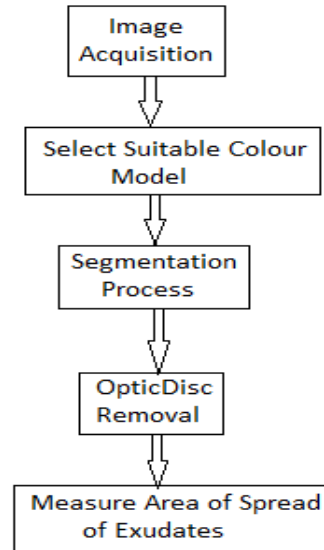 Image
Acquisition
Select Suitable Colour
Model
Segmentation
Process
OpticDisc
Removal
Measure Area of Spread
of Exudates